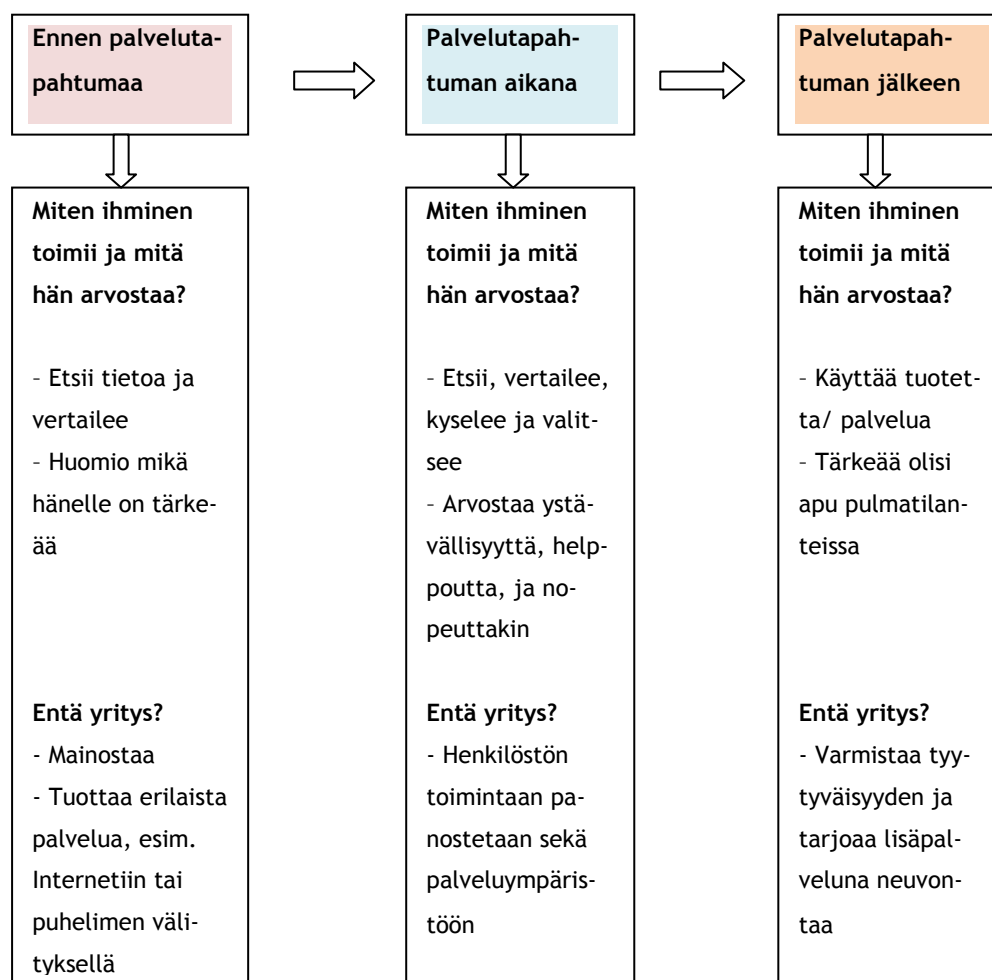 Ennen palveluta-
pahtumaa
Palvelutapah-
tuman aikana
Palvelutapah-
tuman jälkeen
Miten ihminen
toimii ja mitä
hän arvostaa?
– Etsii tietoa ja
vertailee
– Huomio mikä
hänelle on tärke-
ää
Entä yritys?
- Mainostaa
- Tuottaa erilaista
palvelua, esim.
Internetiin tai
puhelimen väli-
tyksellä
Miten ihminen
toimii ja mitä
hän arvostaa?
– Etsii, vertailee,
kyselee ja valit-
see
– Arvostaa ystä-
vällisyyttä, help-
poutta, ja no-
peuttakin
Entä yritys?
- Henkilöstön
toimintaan pa-
nostetaan sekä
palveluympäris-
töön
Miten ihminen
toimii ja mitä
hän arvostaa?
– Käyttää tuotet-
ta/ palvelua
– Tärkeää olisi
apu pulmatilan-
teissa
Entä yritys?
- Varmistaa tyy-
tyväisyyden ja
tarjoaa lisäpal-
veluna neuvon-
taa